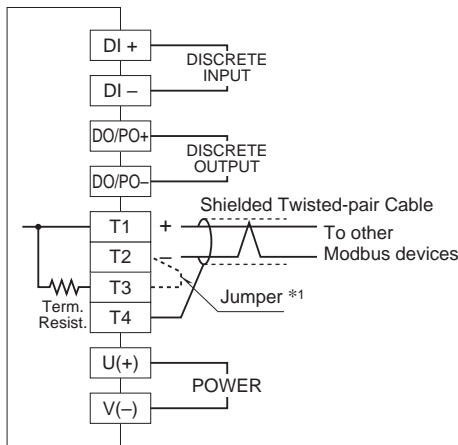 DI +
DISCRETE
INPUT
DI –
DO/PO+
DISCRETE
OUTPUT
DO/PO–
Shielded Twisted-pair Cable
T1 +
To other
Modbus devices
T2 –
T3
Jumper *1
Term.
Resist.
T4
U(+)
POWER
V(–)